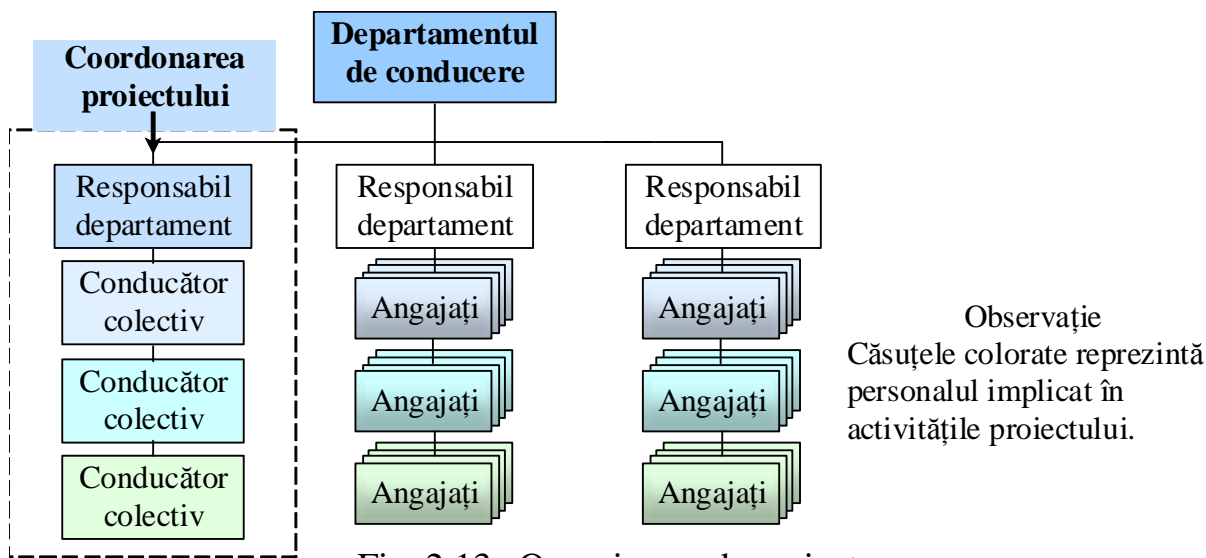 Coordonarea
proiectului
Departamentul
de conducere
Responsabil
departament
Conducător
colectiv
Conducător
colectiv
Conducător
colectiv
Responsabil
departament
Angajați
Angajați
Angajați
Responsabil
departament
Angajați
Angajați
Angajați
Observație
Căsuțele colorate reprezintă
personalul implicat în
activitățile proiectului.